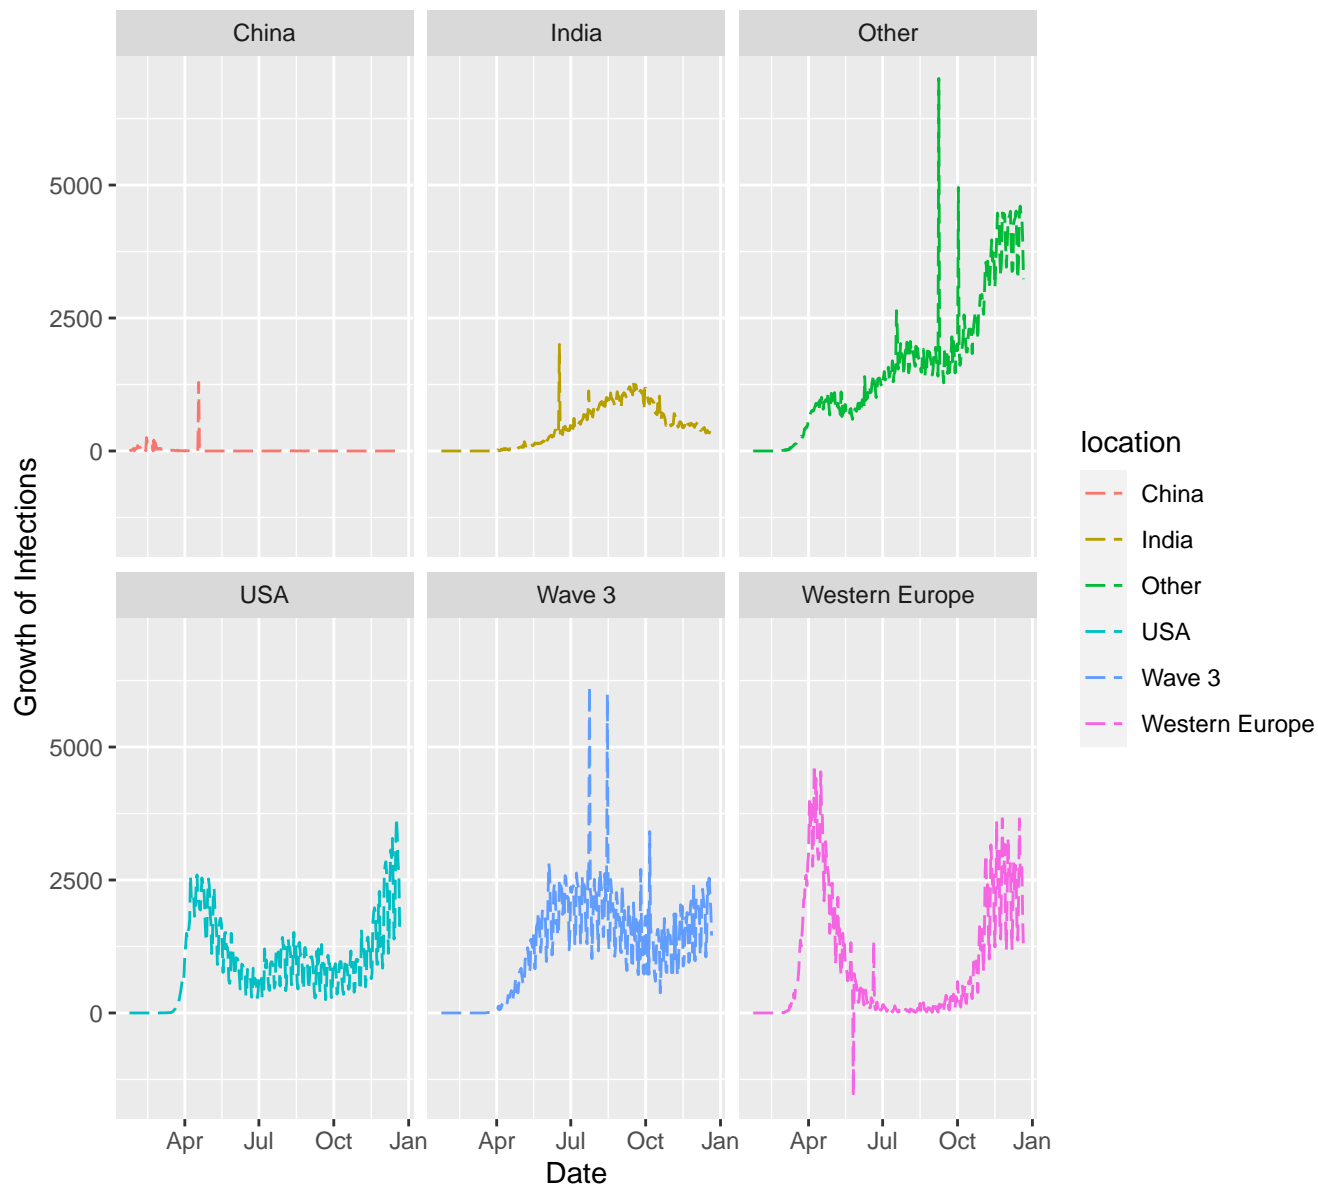 China India Other
5000
2500
0
USA Wave 3 Western Europe
5000
2500
0
Apr Jul Oct Jan Apr Jul Oct Jan Apr Jul Oct Jan
Date
Growth of Infections
location
China
India
Other
USA
Wave 3
Western Europe